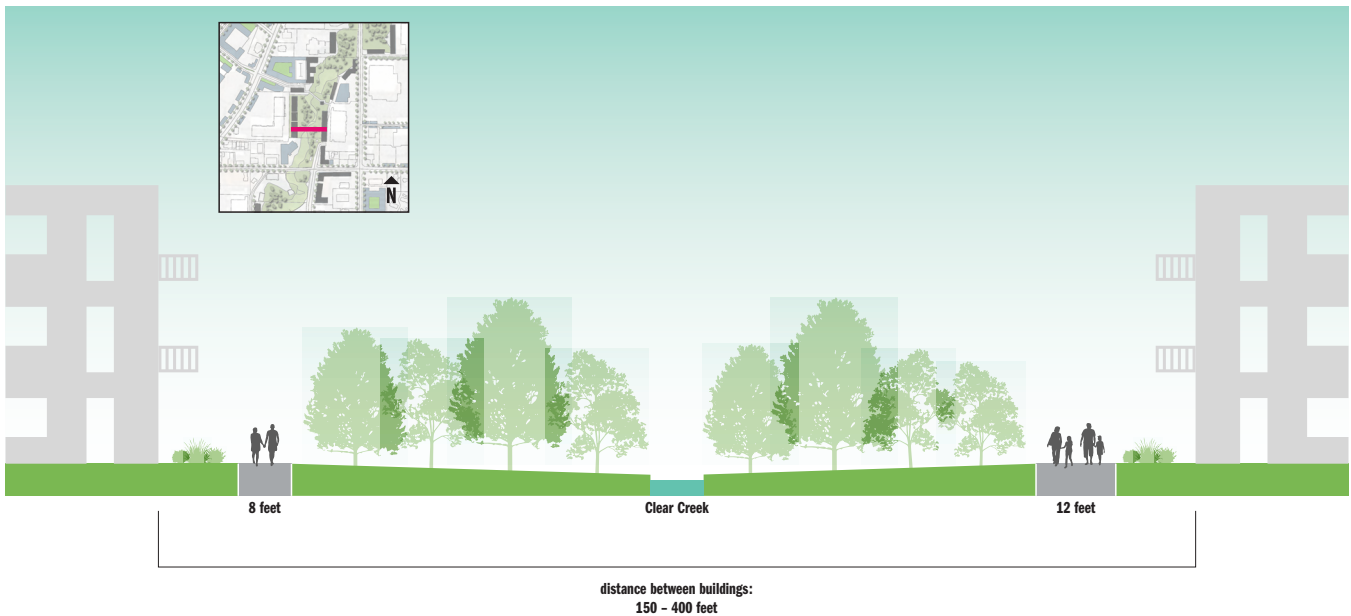 N
8 feet
Clear Creek
12 feet
distance between buildings:
150 – 400 feet